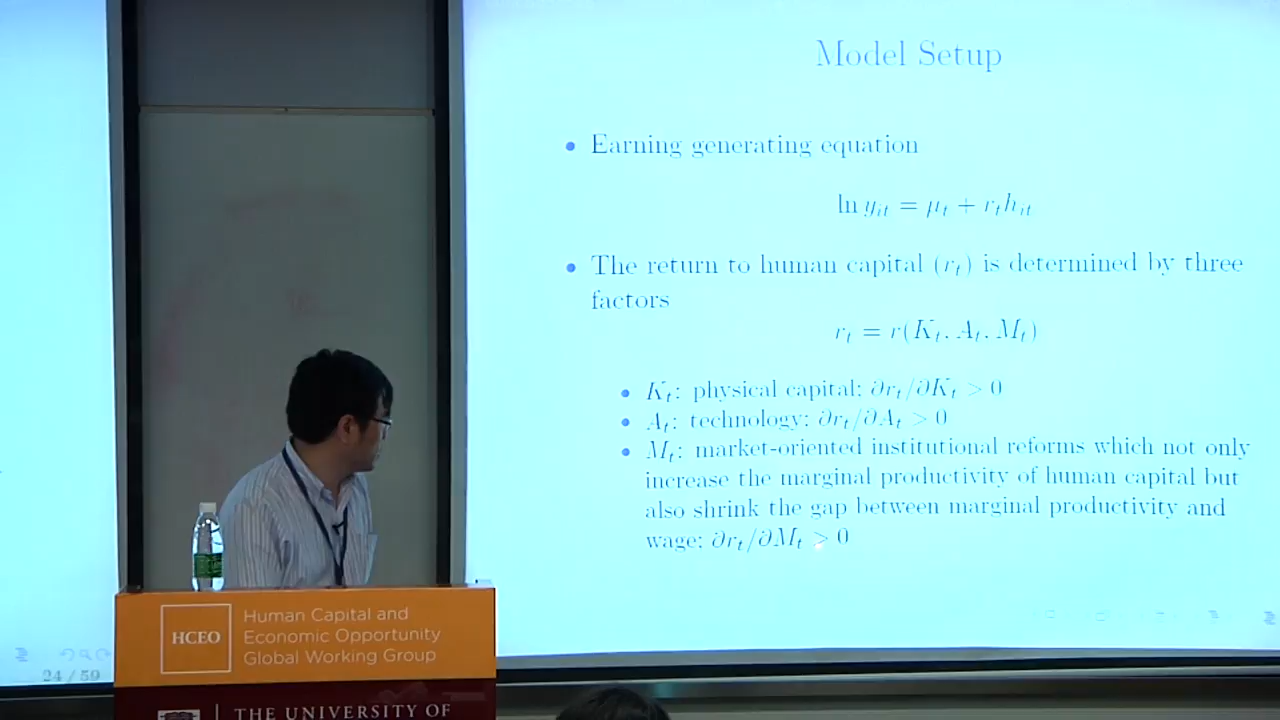 Model Setup
• Earning generating equation
ln y_{it} = μ_t + r_t h_{it}
• The return to human capital (r_t) is determined by three
factors
r_t = r(K_t, A_t, M_t)
• K_t: physical capital; ∂r_t/∂K_t > 0
• A_t: technology; ∂r_t/∂A_t > 0
• M_t: market-oriented institutional reforms which not only
increase the marginal productivity of human capital but
also shrink the gap between marginal productivity and
wage; ∂r_t/∂M_t > 0
24 / 59
HCEO
Human Capital and
Economic Opportunity
Global Working Group
THE UNIVERSITY OF